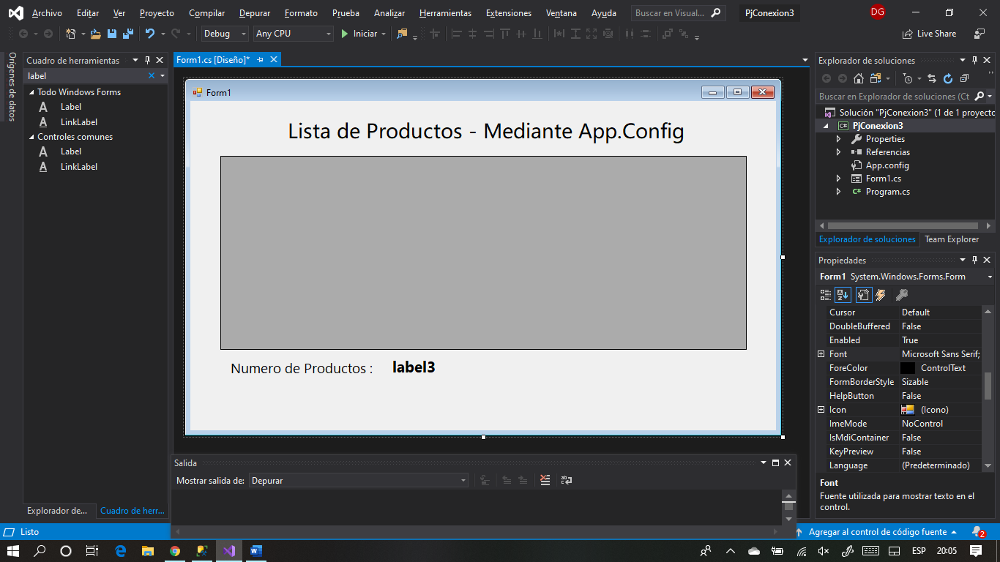 Archivo Editar Ver Proyecto Compilar Depurar Formato Prueba Analizar Herramientas Extensiones Ventana Ayuda Buscar en Visual... PjConexion3 DG
Debug Any CPU Iniciar Live Share
Orígenes de datos
Cuadro de herramientas
label
Todo Windows Forms
Label
LinkLabel
Controles comunes
Label
LinkLabel
Explorador de... Cuadro de herr...
Form1.cs [Diseño]*
Form1
Lista de Productos - Mediante App.Config
Numero de Productos : label3
Salida
Mostrar salida de: Depurar
Explorador de soluciones
Buscar en Explorador de soluciones (Ct
Solución "PjConexion3" (1 de 1 proyecto
PjConexion3
Properties
Referencias
App.config
Form1.cs
Program.cs
Explorador de soluciones Team Explorer
Propiedades
Form1 System.Windows.Forms.Form
Cursor Default
DoubleBuffered False
Enabled True
Font Microsoft Sans Serif;
ForeColor ControlText
FormBorderStyle Sizable
HelpButton False
Icon (Icono)
ImeMode NoControl
IsMdiContainer False
KeyPreview False
Language (Predeterminado)
Font
Fuente utilizada para mostrar texto en el
control.
Listo Agregar al control de código fuente 2
ESP 20:05